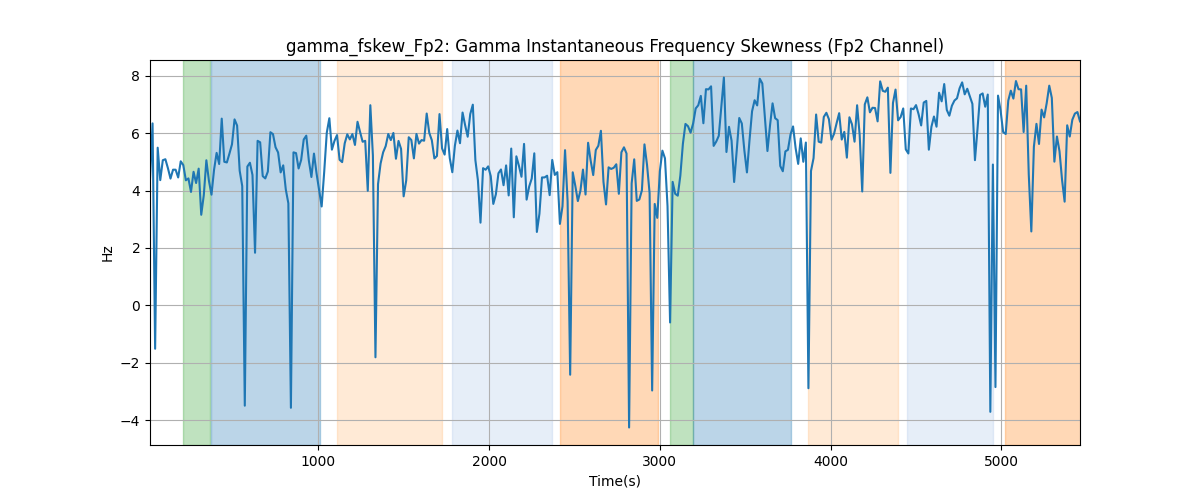 gamma_fskew_Fp2: Gamma Instantaneous Frequency Skewness (Fp2 Channel)
8
6
4
2
0
−2
−4
Hz
1000 2000 3000 4000 5000
Time(s)